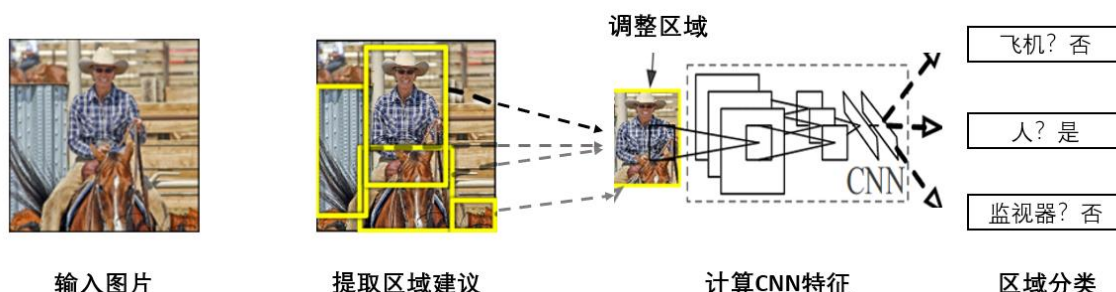 调整区域
飞机？否
人？是
CNN
监视器？否
输入图片
提取区域建议
计算CNN特征
区域分类